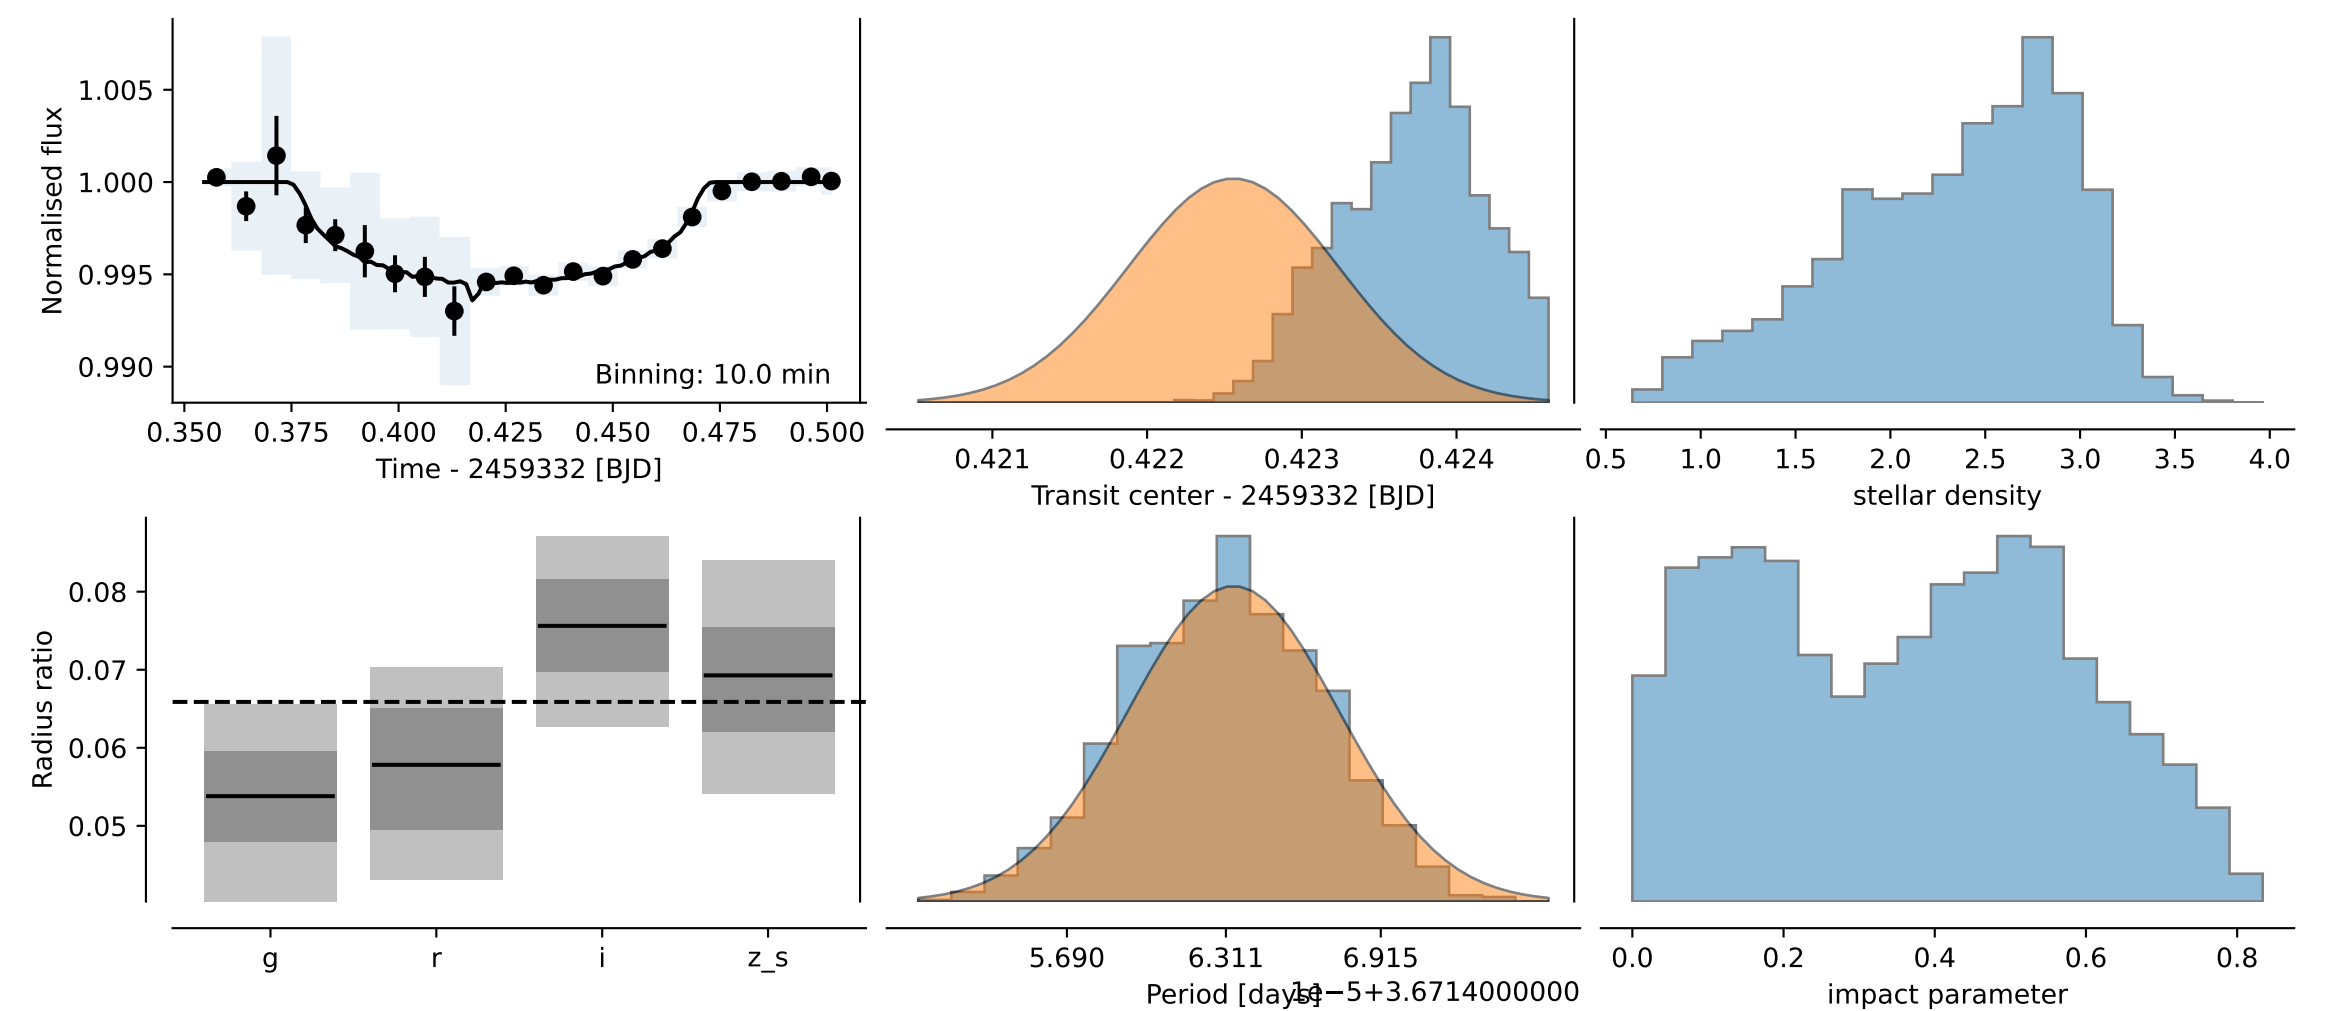 1.005
1.000
0.995
0.990
Normalised flux
Binning: 10.0 min
0.350 0.375 0.400 0.425 0.450 0.475 0.500
Time - 2459332 [BJD]
0.421 0.422 0.423 0.424
Transit center - 2459332 [BJD]
0.5 1.0 1.5 2.0 2.5 3.0 3.5 4.0
stellar density
0.08
0.07
0.06
0.05
Radius ratio
g r i z_s
5.690 6.311 6.915
Period [days]
1e−5+3.6714000000
0.0 0.2 0.4 0.6 0.8
impact parameter